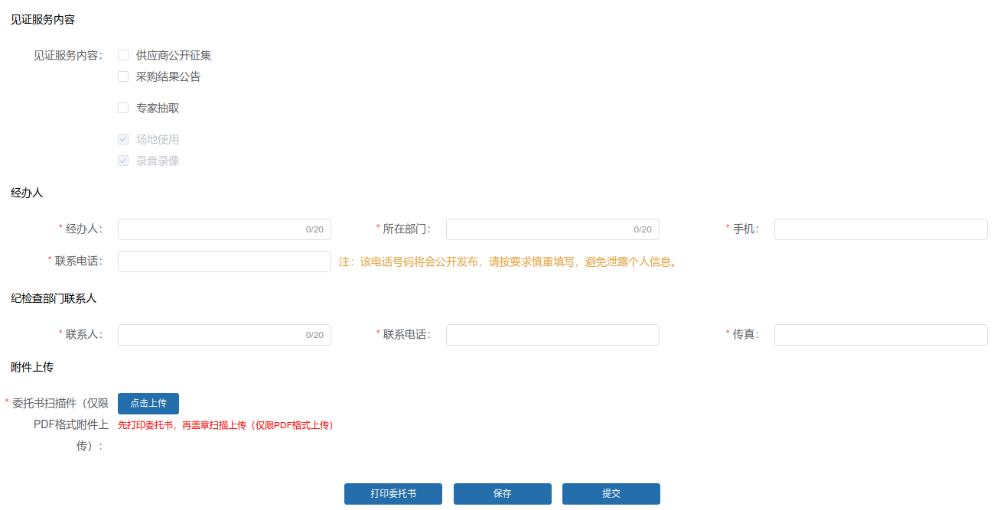 见证服务内容
见证服务内容：
供应商公开征集
采购结果公告
专家抽取
场地使用
录音录像
经办人
* 经办人： 0/20 * 所在部门： 0/20 * 手机：
* 联系电话： 注：该电话号码将会公开发布，请按要求慎重填写，避免泄露个人信息。
纪检查部门联系人
* 联系人： 0/20 * 联系电话： * 传真：
附件上传
* 委托书扫描件（仅限 点击上传
PDF格式附件上 先打印委托书，再盖章扫描上传（仅限PDF格式上传）
传）：
打印委托书 保存 提交